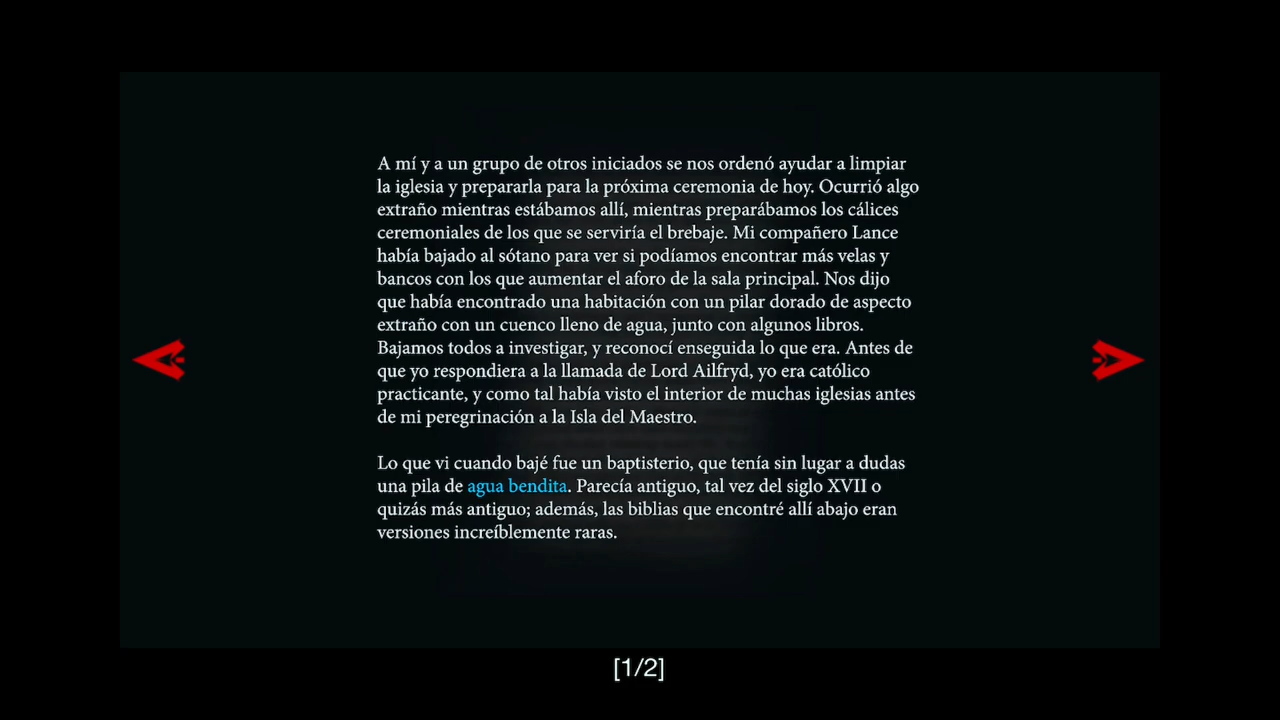 A mí y a un grupo de otros iniciados se nos ordenó ayudar a limpiar
la iglesia y prepararla para la próxima ceremonia de hoy. Ocurrió algo
extraño mientras estábamos allí, mientras preparábamos los cálices
ceremoniales de los que se serviría el brebaje. Mi compañero Lance
había bajado al sótano para ver si podíamos encontrar más velas y
bancos con los que aumentar el aforo de la sala principal. Nos dijo
que había encontrado una habitación con un pilar dorado de aspecto
extraño con un cuenco lleno de agua, junto con algunos libros.
Bajamos todos a investigar, y reconocí enseguida lo que era. Antes de
que yo respondiera a la llamada de Lord Ailfryd, yo era católico
practicante, y como tal había visto el interior de muchas iglesias antes
de mi peregrinación a la Isla del Maestro.
Lo que vi cuando bajé fue un baptisterio, que tenía sin lugar a dudas
una pila de agua bendita. Parecía antiguo, tal vez del siglo XVII o
quizás más antiguo; además, las biblias que encontré allí abajo eran
versiones increíblemente raras.
[1/2]